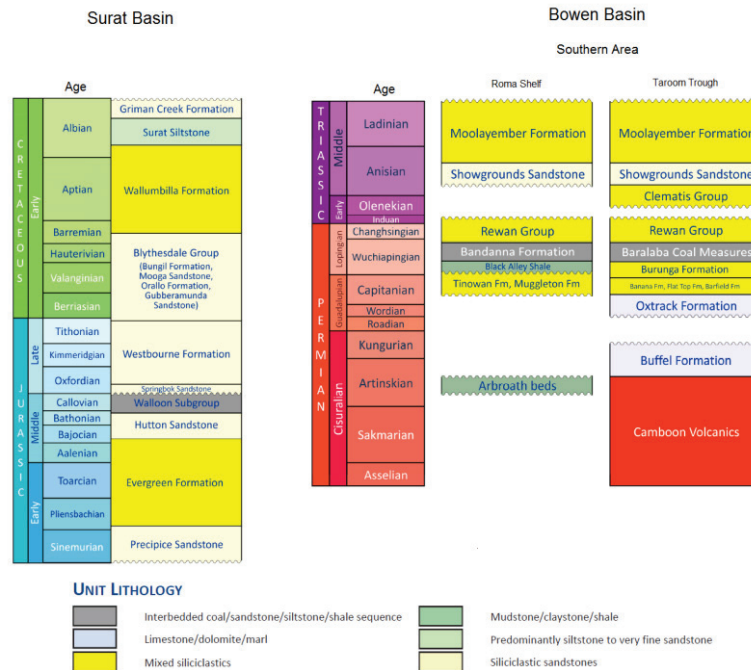 Surat Basin
Bowen Basin
Southern Area
Age
Age
Roma Shelf
Taroom Trough
CRETACEOUS
Early
Albian
Aptian
Barremian
Hauterivian
Valanginian
Berriasian
JURASSIC
Late
Tithonian
Kimmeridgian
Oxfordian
Middle
Callovian
Bathonian
Bajocian
Aalenian
Early
Toarcian
Pliensbachian
Sinemurian
Griman Creek Formation
Surat Siltstone
Wallumbilla Formation
Blythesdale Group
(Bungil Formation,
Mooga Sandstone,
Orallo Formation,
Gubberamunda
Sandstone)
Westbourne Formation
Springbok Sandstone
Walloon Subgroup
Hutton Sandstone
Evergreen Formation
Precipice Sandstone
TRIASSIC
Middle
Ladinian
Anisian
Early
Olenekian
Induan
PERMIAN
Lopingian
Changhsingian
Wuchiapingian
Guadalupian
Capitanian
Wordian
Roadian
Cisuralian
Kungurian
Artinskian
Sakmarian
Asselian
Moolayember Formation
Showgrounds Sandstone
Rewan Group
Bandanna Formation
Black Alley Shale
Tinowan Fm, Muggleton Fm
Arbroath beds
Moolayember Formation
Showgrounds Sandstone
Clematis Group
Rewan Group
Baralaba Coal Measures
Burunga Formation
Banana Fm, Flat Top Fm, Barfield Fm
Oxtrack Formation
Buffel Formation
Camboon Volcanics
UNIT LITHOLOGY
Interbedded coal/sandstone/siltstone/shale sequence
Limestone/dolomite/marl
Mixed siliciclastics
Mudstone/claystone/shale
Predominantly siltstone to very fine sandstone
Siliciclastic sandstones